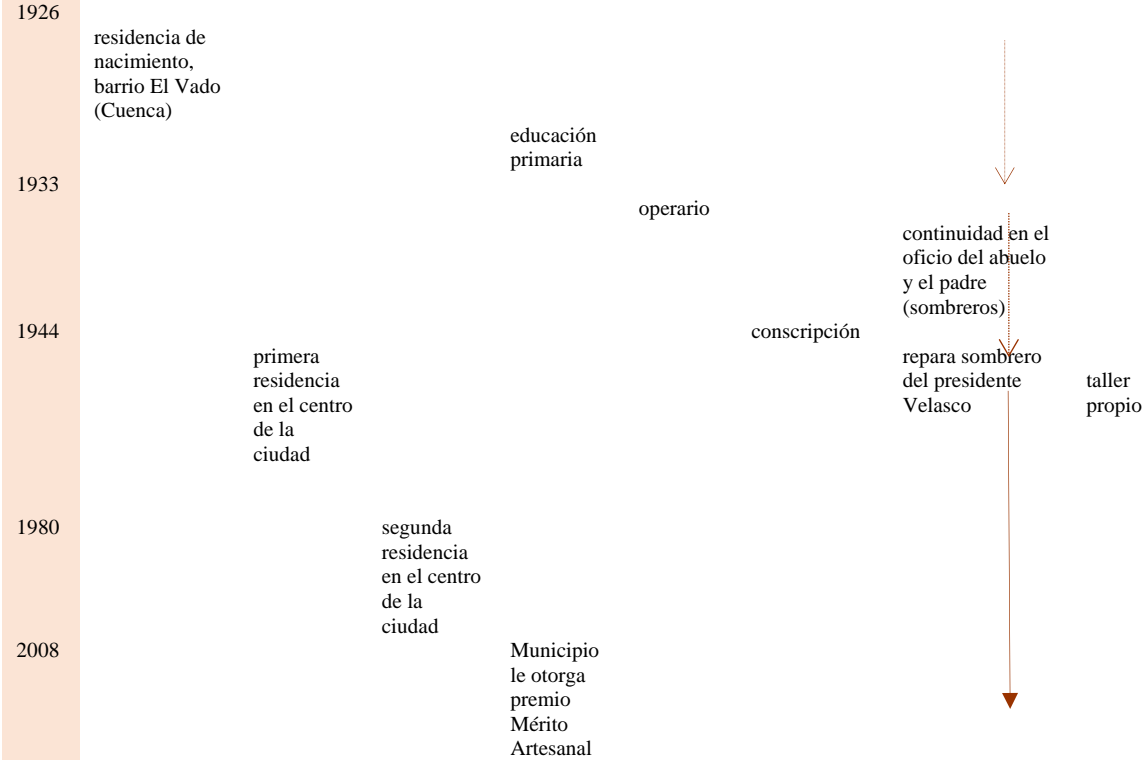 1926
residencia de
nacimiento,
barrio El Vado
(Cuenca)
educación
primaria
1933
operario
continuidad en el
oficio del abuelo
y el padre
(sombreros)
1944
conscripción
primera
residencia
en el centro
de la
ciudad
repara sombrero
del presidente
Velasco
taller
propio
1980
segunda
residencia
en el centro
de la
ciudad
2008
Municipio
le otorga
premio
Mérito
Artesanal